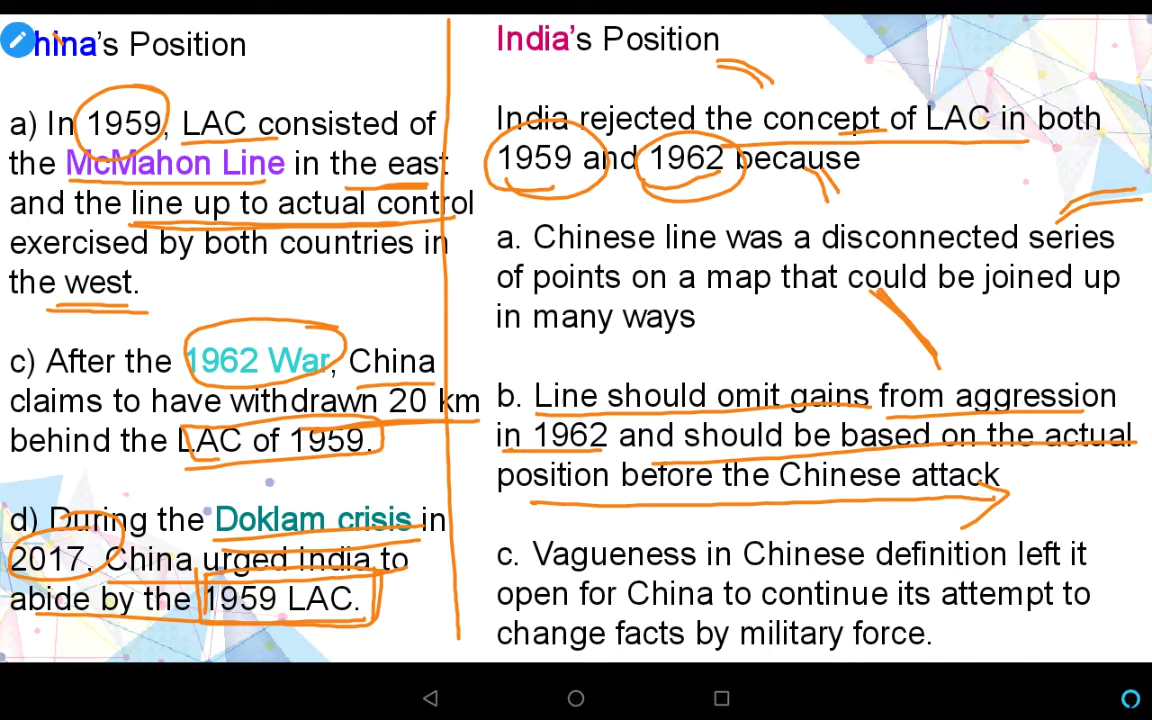 China's Position
a) In 1959, LAC consisted of
the McMahon Line in the east
and the line up to actual control
exercised by both countries in
the west.
c) After the 1962 War, China
claims to have withdrawn 20 km
behind the LAC of 1959.
d) During the Doklam crisis in
2017, China urged india to
abide by the 1959 LAC.
India's Position
India rejected the concept of LAC in both
1959 and 1962 because
a. Chinese line was a disconnected series
of points on a map that could be joined up
in many ways
b. Line should omit gains from aggression
in 1962 and should be based on the actual
position before the Chinese attack
c. Vagueness in Chinese definition left it
open for China to continue its attempt to
change facts by military force.